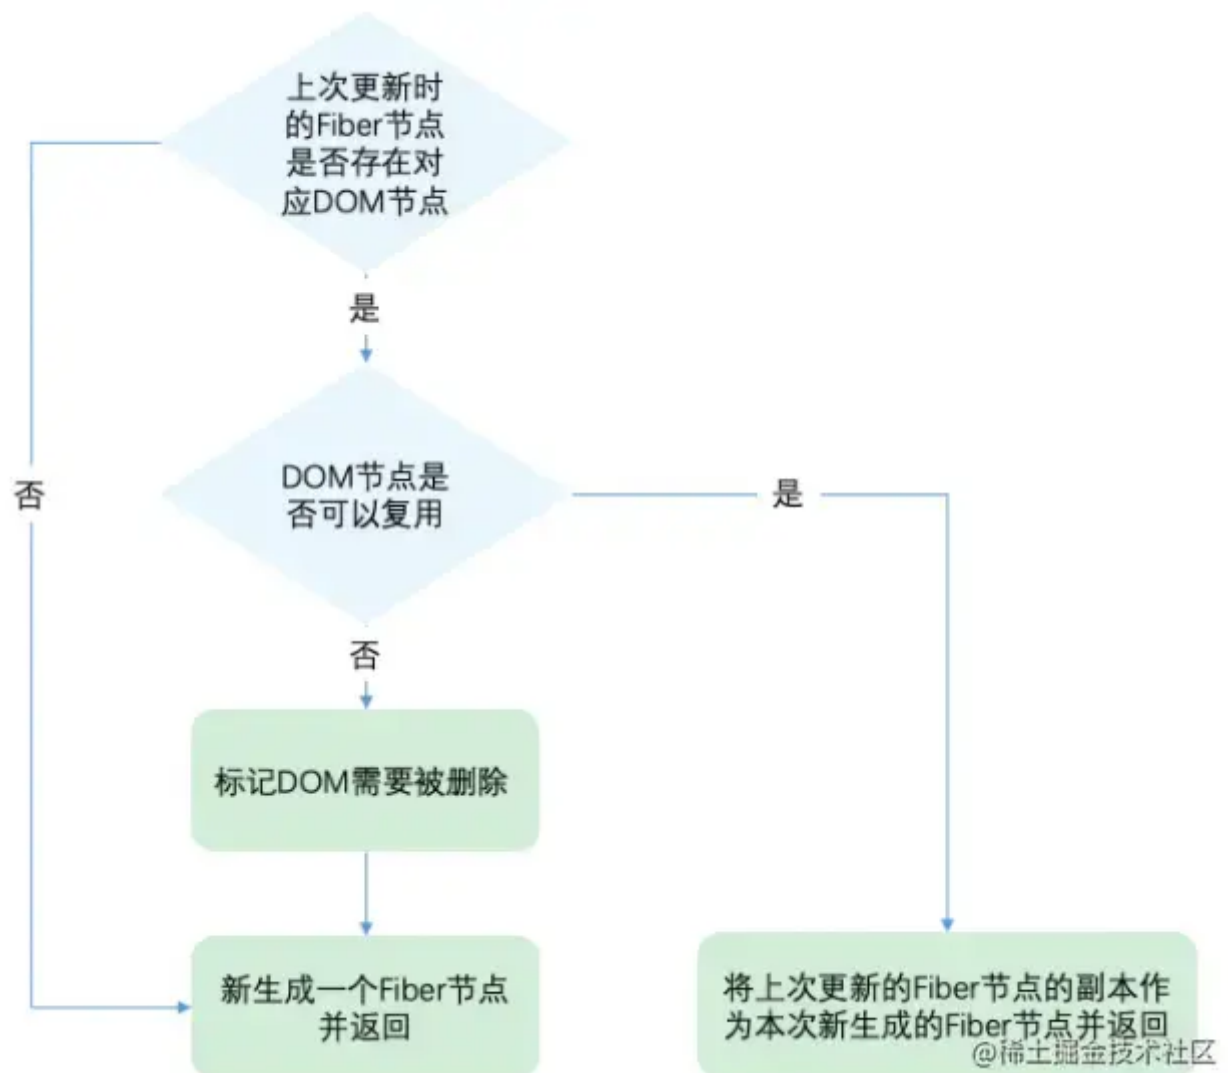 上次更新时
的Fiber节点
是否存在对
应DOM节点
是
DOM节点是
否可以复用
否
是
否
标记DOM需要被删除
新生成一个Fiber节点
并返回
将上次更新的Fiber节点的副本作
为本次新生成的Fiber节点并返回
@稀土掘金技术社区